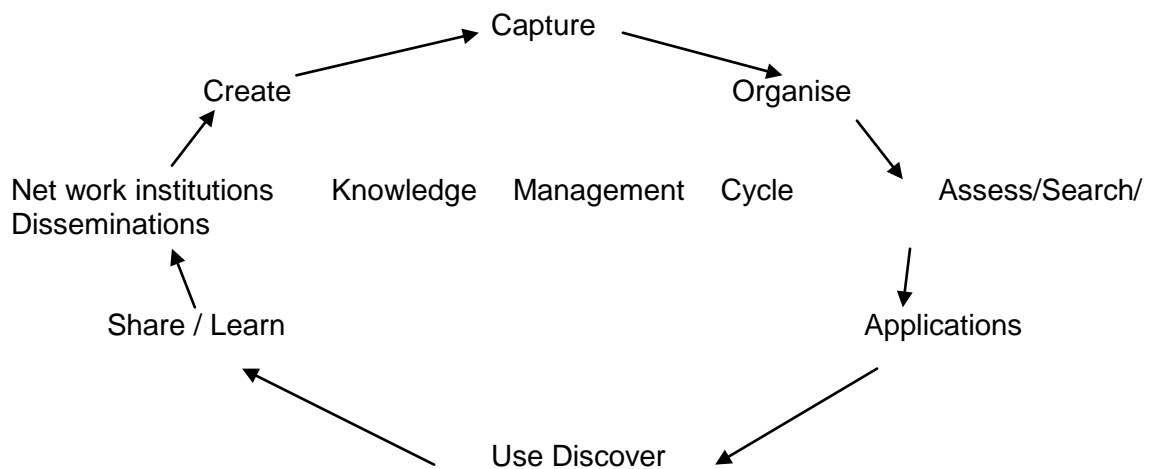 Capture
Create Organise
Net work institutions Knowledge Management Cycle Assess/Search/
Disseminations
Share / Learn Applications
Use Discover